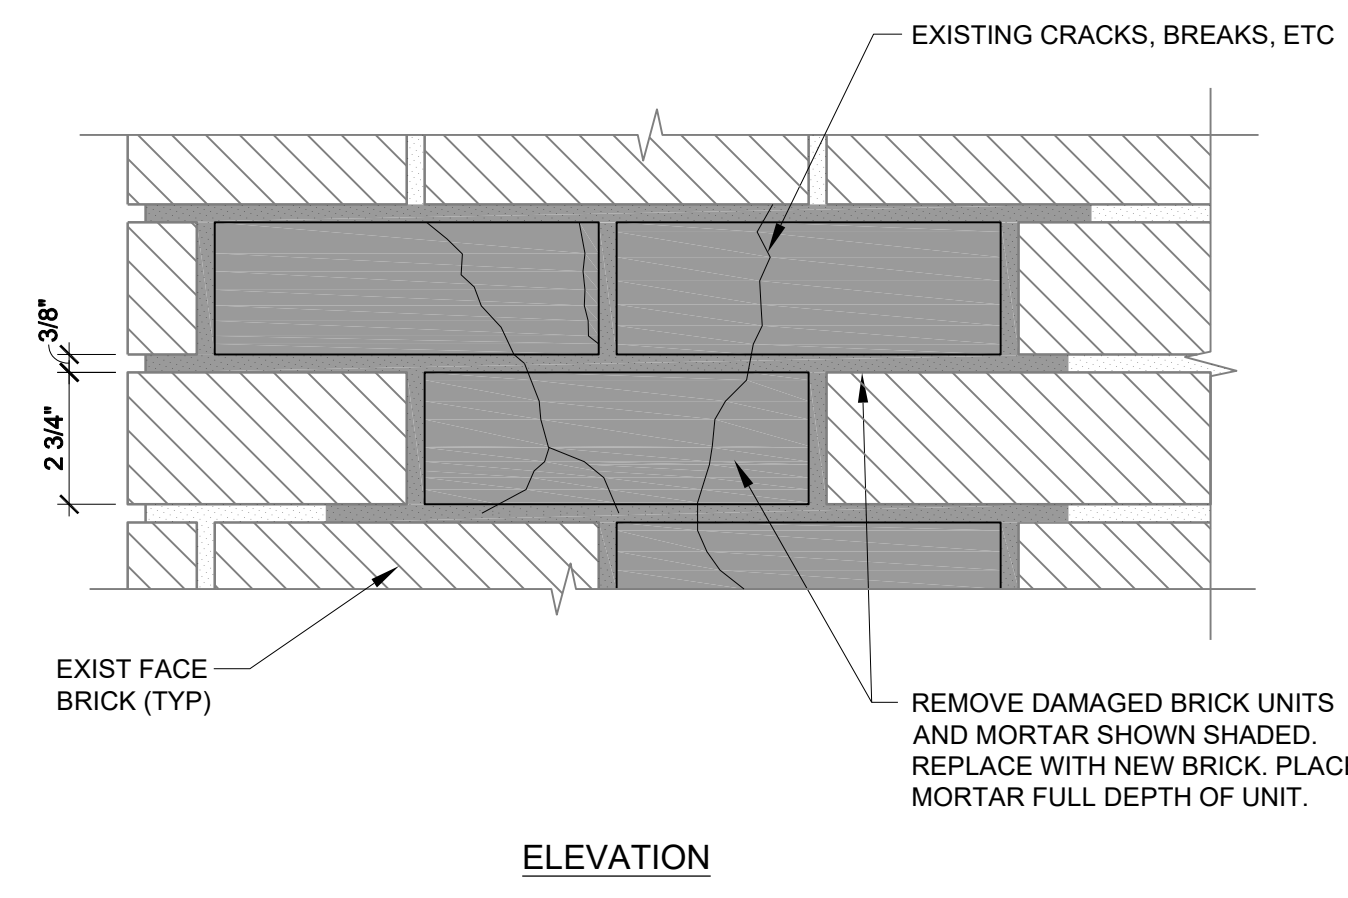 EXISTING CRACKS, BREAKS, ETC
3/8"
2 3/4"
EXIST FACE
BRICK (TYP)
REMOVE DAMAGED BRICK UNITS
AND MORTAR SHOWN SHADED.
REPLACE WITH NEW BRICK. PLACE
MORTAR FULL DEPTH OF UNIT.
ELEVATION